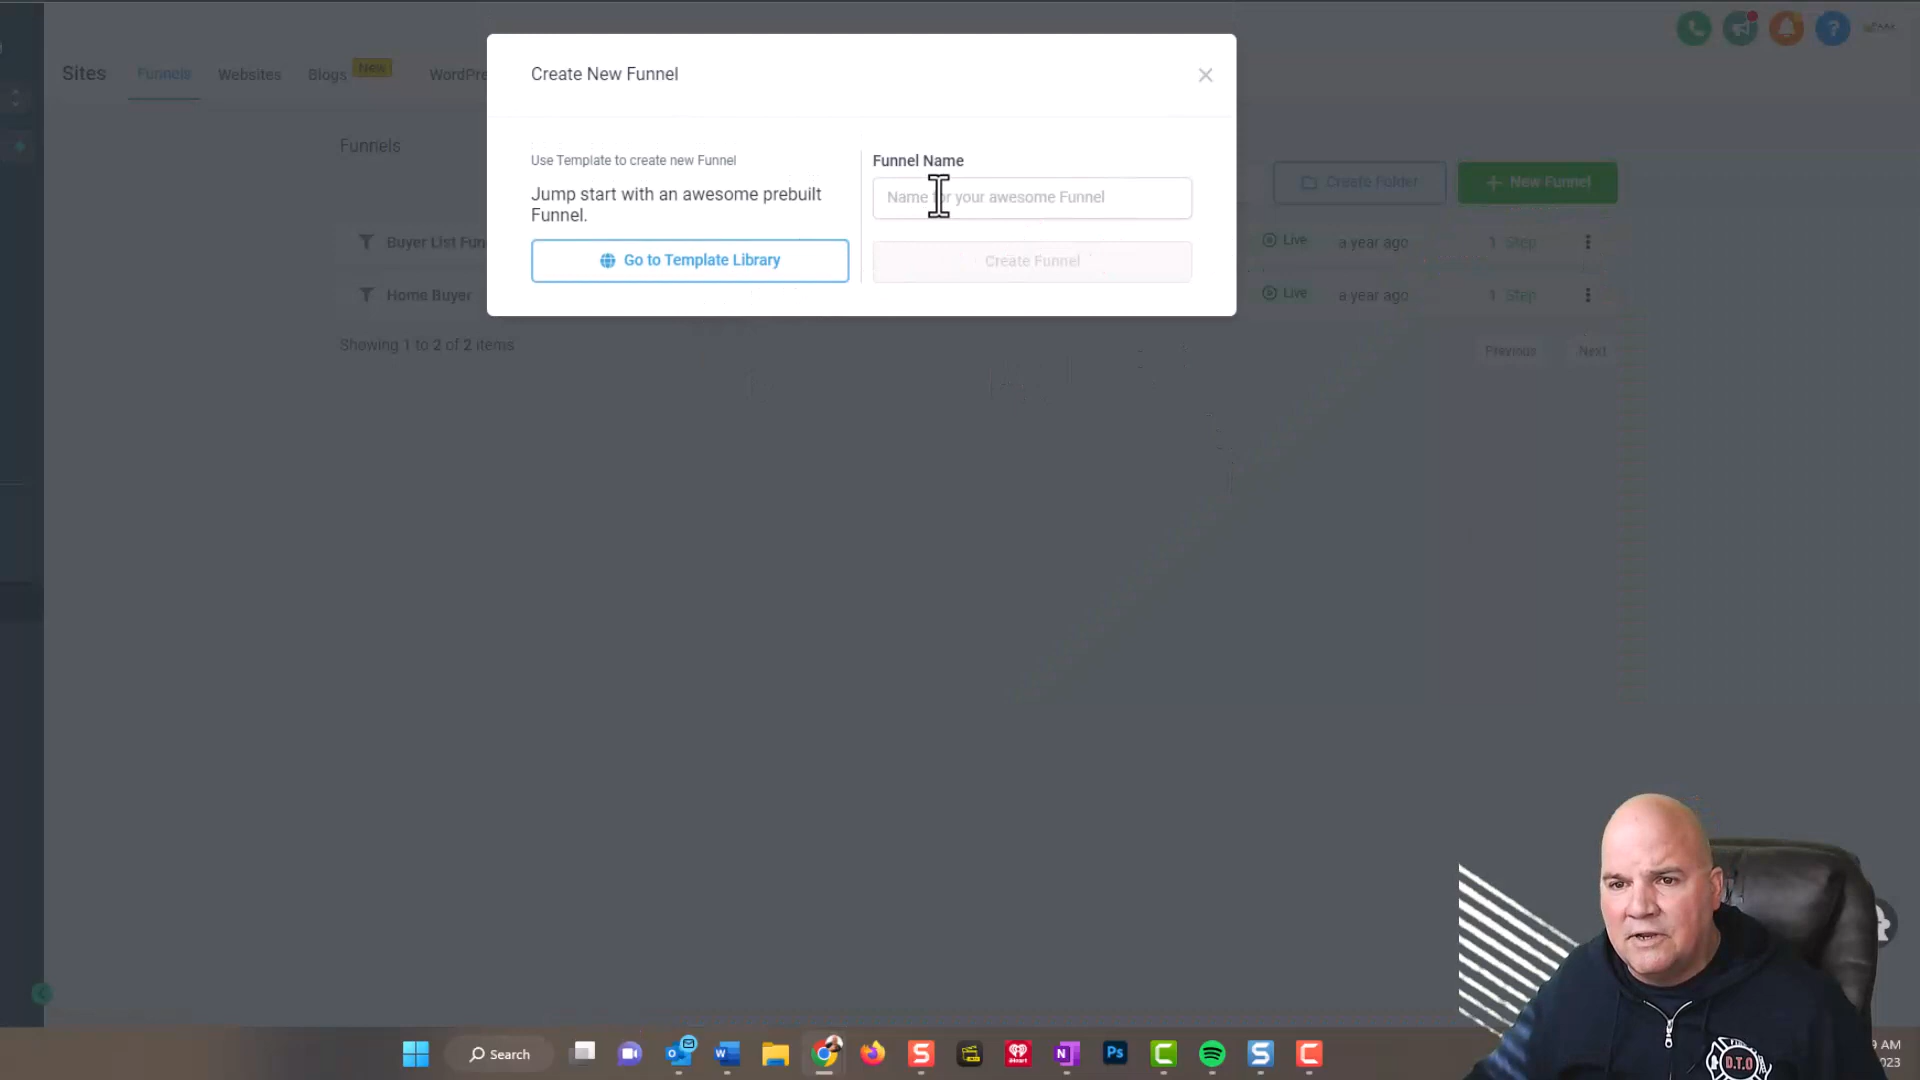 Create New Funnel
Sites
Funnels
Websites
Blogs
New
WordPre
Funnels
Use Template to create new Funnel
Jump start with an awesome prebuilt
Funnel.
Go to Template Library
Funnel Name
Name for your awesome Funnel
Create Funnel
Create Folder
+ New Funnel
Buyer List Fun
Live
a year ago
1 Step
Home Buyer
Live
a year ago
1 Step
Showing 1 to 2 of 2 items
Previous
Next
Search
9 AM
023
D.T.O